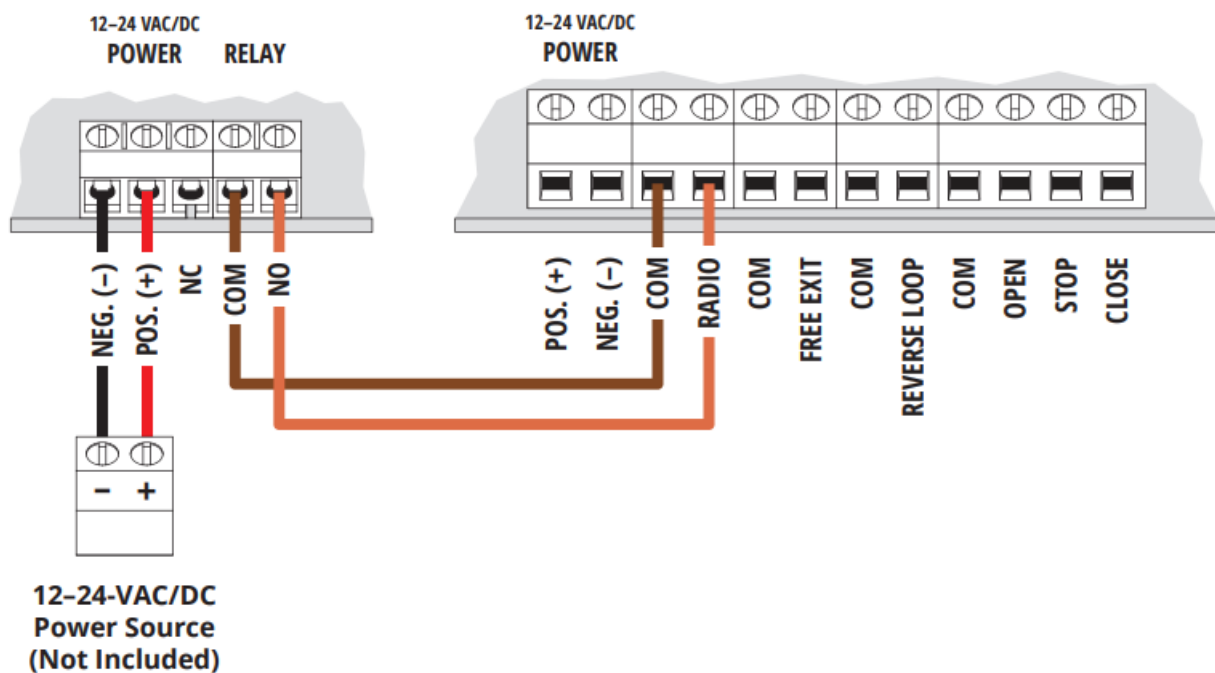 12–24 VAC/DC
POWER
RELAY
12–24 VAC/DC
POWER
NEG. (–)
POS. (+)
NC
COM
NO
POS. (+)
NEG. (–)
COM
RADIO
COM
FREE EXIT
COM
REVERSE LOOP
COM
OPEN
STOP
CLOSE
– +
12–24-VAC/DC
Power Source
(Not Included)